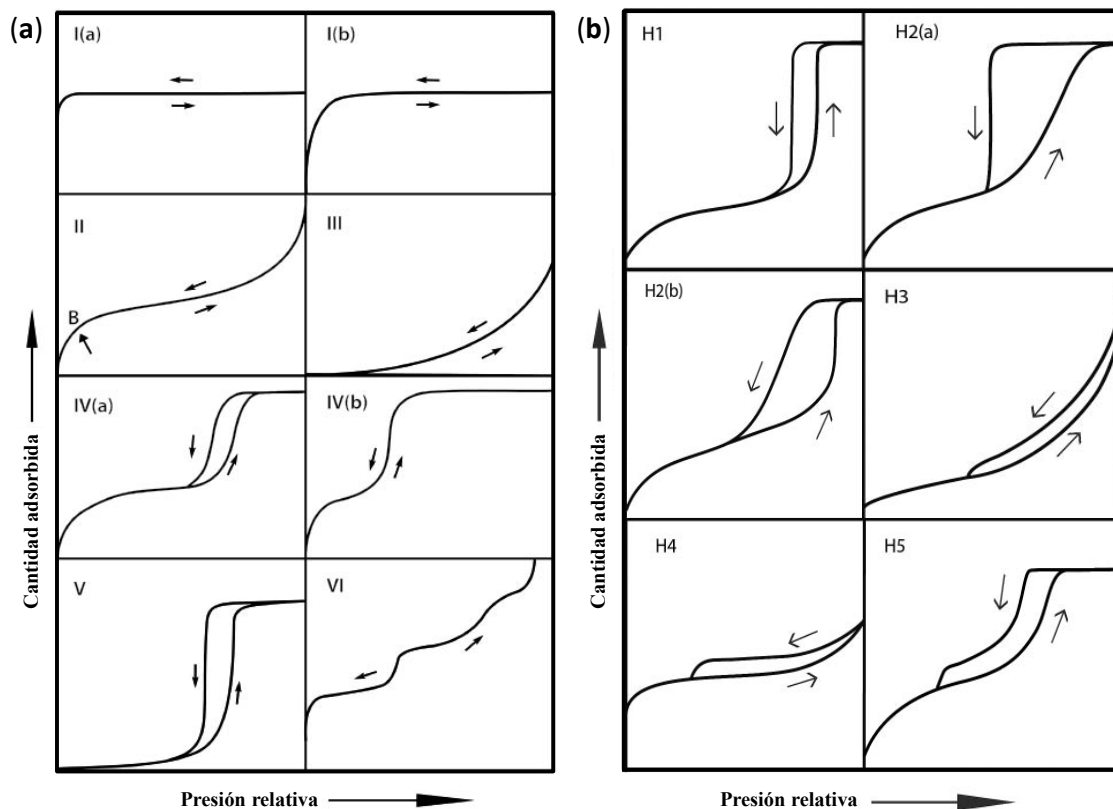 (a)
I(a)
I(b)
II
B
III
IV(a)
IV(b)
V
VI
Cantidad adsorbida
Presión relativa
(b)
H1
H2(a)
H2(b)
H3
H4
H5
Cantidad adsorbida
Presión relativa